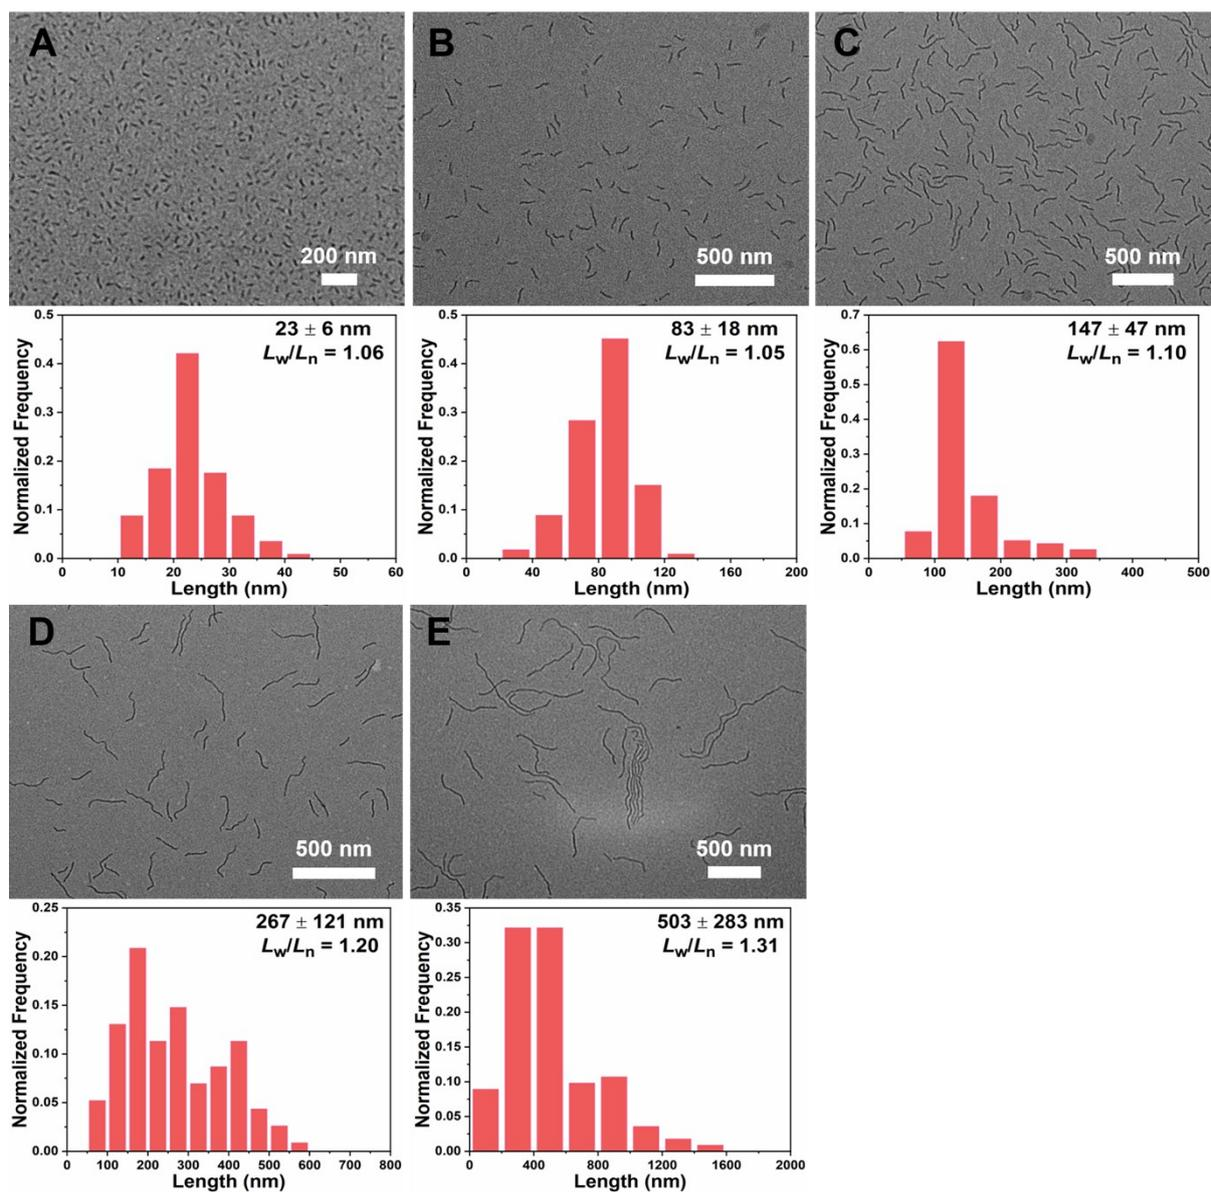 A
200 nm
B
500 nm
C
500 nm
23 ± 6 nm
Lw/Ln = 1.06
Normalized Frequency
0.5
0.4
0.3
0.2
0.1
0.0
0 10 20 30 40 50 60
Length (nm)
83 ± 18 nm
Lw/Ln = 1.05
Normalized Frequency
0.5
0.4
0.3
0.2
0.1
0.0
0 40 80 120 160 200
Length (nm)
147 ± 47 nm
Lw/Ln = 1.10
Normalized Frequency
0.7
0.6
0.5
0.4
0.3
0.2
0.1
0.0
0 100 200 300 400 500
Length (nm)
D
500 nm
E
500 nm
267 ± 121 nm
Lw/Ln = 1.20
Normalized Frequency
0.25
0.20
0.15
0.10
0.05
0.00
0 100 200 300 400 500 600 700 800
Length (nm)
503 ± 283 nm
Lw/Ln = 1.31
Normalized Frequency
0.35
0.30
0.25
0.20
0.15
0.10
0.05
0.00
0 400 800 1200 1600 2000
Length (nm)